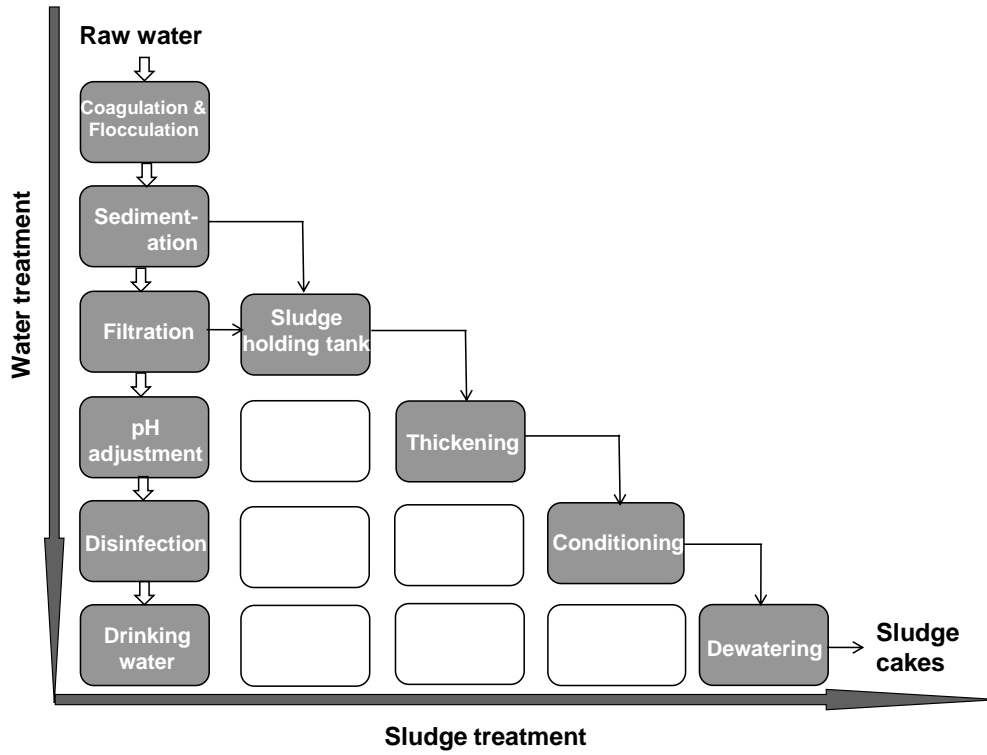 Raw water
Coagulation &
Flocculation
Sediment-
ation
Filtration
Sludge
holding tank
pH
adjustment
Thickening
Disinfection
Conditioning
Drinking
water
Dewatering
Sludge
cakes
Water treatment
Sludge treatment